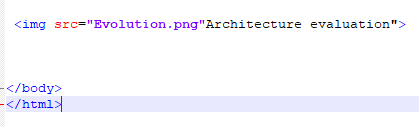 <img src="Evolution.png"Architecture evaluation">
</body>
</html>